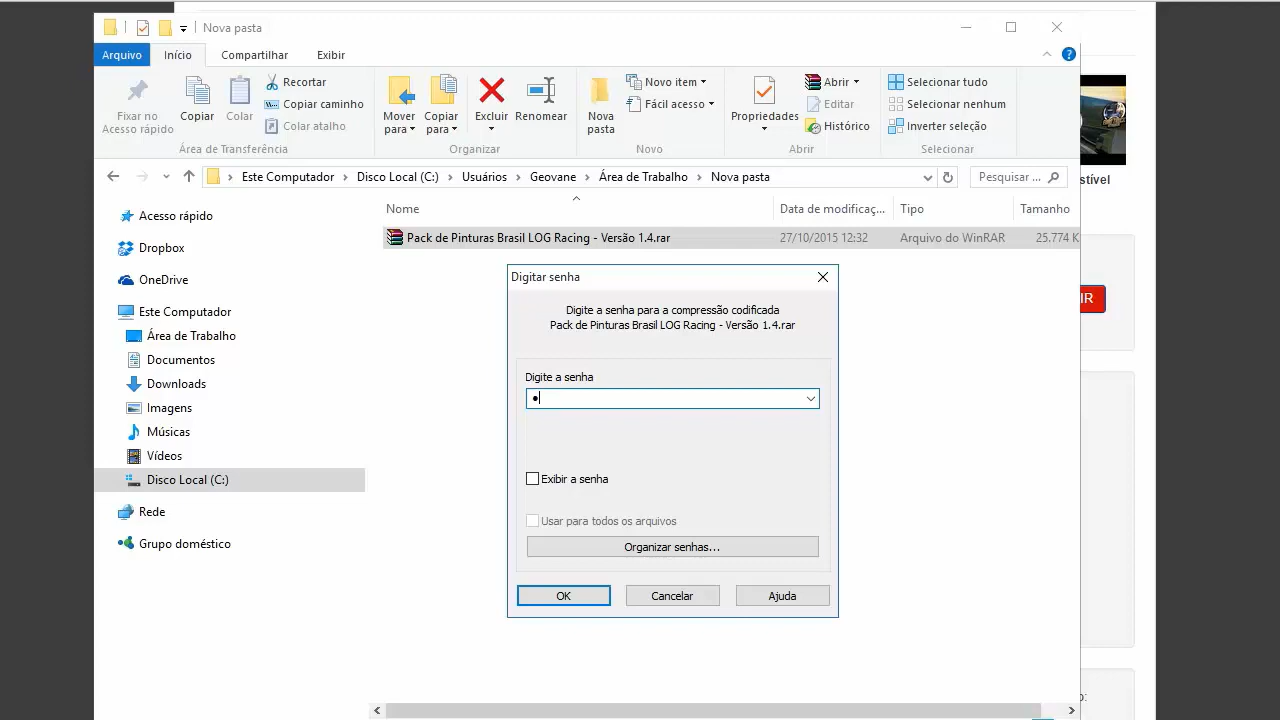 Nova pasta
Arquivo Início Compartilhar Exibir
Fixar no Acesso rápido
Copiar
Colar
Recortar
Copiar caminho
Colar atalho
Área de Transferência
Mover para
Copiar para
Excluir
Renomear
Organizar
Nova pasta
Novo item
Fácil acesso
Novo
Propriedades
Abrir
Editar
Histórico
Abrir
Selecionar tudo
Selecionar nenhum
Inverter seleção
Selecionar
Este Computador Disco Local (C:) Usuários Geovane Área de Trabalho Nova pasta
Pesquisar ...
stível
Nome Data de modificaç... Tipo Tamanho
Pack de Pinturas Brasil LOG Racing - Versão 1.4.rar 27/10/2015 12:32 Arquivo do WinRAR 25.774 K
Acesso rápido
Dropbox
OneDrive
Este Computador
Área de Trabalho
Documentos
Downloads
Imagens
Músicas
Vídeos
Disco Local (C:)
Rede
Grupo doméstico
Digitar senha
Digite a senha para a compressão codificada
Pack de Pinturas Brasil LOG Racing - Versão 1.4.rar
Digite a senha
Exibir a senha
Usar para todos os arquivos
Organizar senhas...
OK Cancelar Ajuda
IR
o: